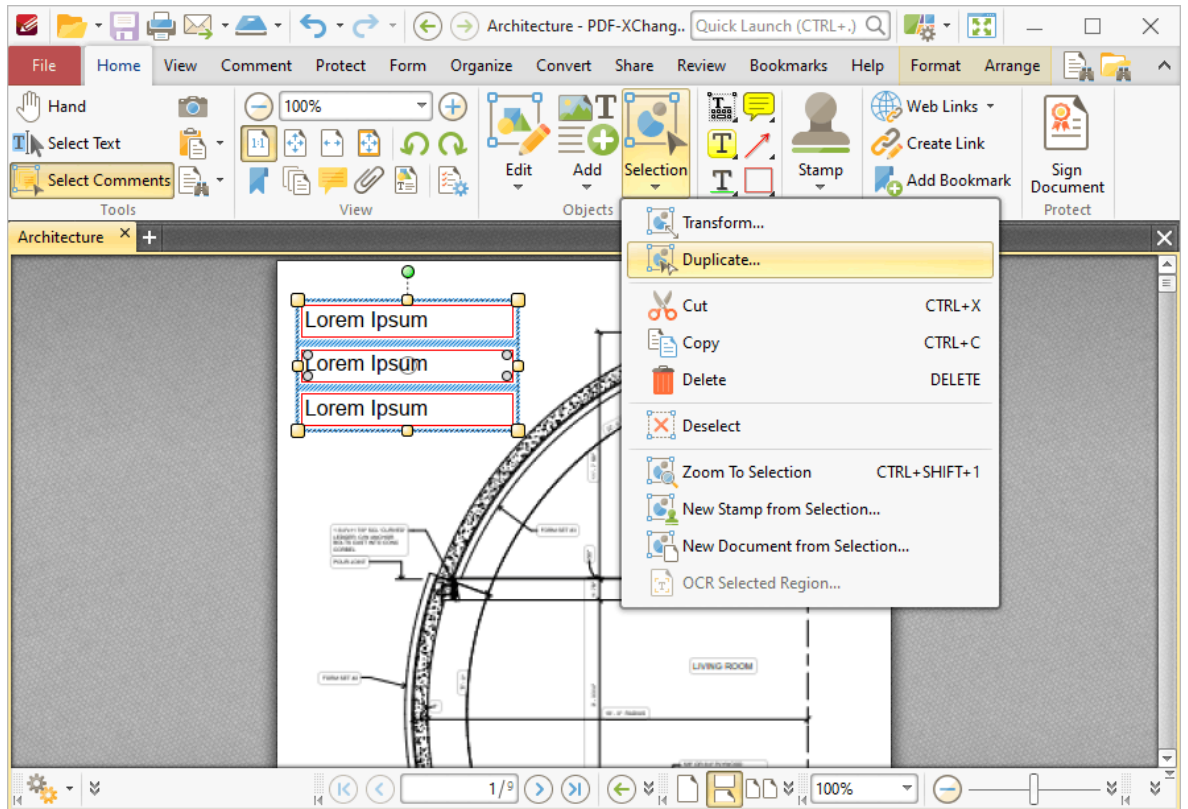 Architecture - PDF-XChang..
Quick Launch (CTRL+.)
File Home View Comment Protect Form Organize Convert Share Review Bookmarks Help Format Arrange
Hand
Select Text
Select Comments
Tools
100%
1:1
View
Edit
Add
Selection
Objects
Stamp
Web Links
Create Link
Add Bookmark
Sign
Document
Protect
Architecture
Transform...
Duplicate...
Cut CTRL+X
Copy CTRL+C
Delete DELETE
Deselect
Zoom To Selection CTRL+SHIFT+1
New Stamp from Selection...
New Document from Selection...
OCR Selected Region...
Lorem Ipsum
Lorem Ipsum
Lorem Ipsum
POUR JOINT
LIVING ROOM
1/9
100%